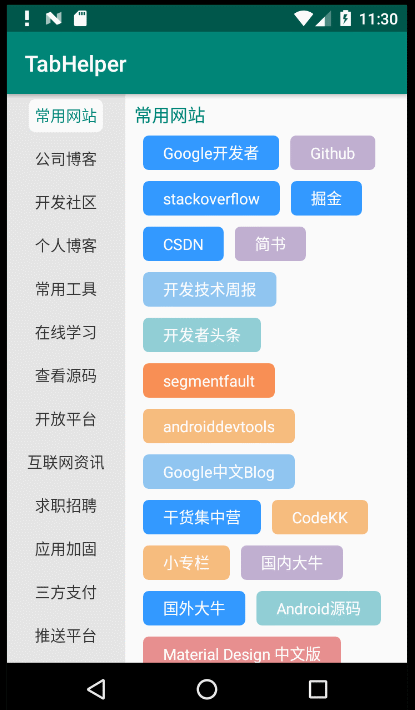 11:30
TabHelper
常用网站
公司博客
开发社区
个人博客
常用工具
在线学习
查看源码
开放平台
互联网资讯
求职招聘
应用加固
三方支付
推送平台
常用网站
Google开发者 Github
stackoverflow 掘金
CSDN 简书
开发技术周报
开发者头条
segmentfault
androiddevtools
Google中文Blog
干货集中营 CodeKK
小专栏 国内大牛
国外大牛 Android源码
Material Design 中文版